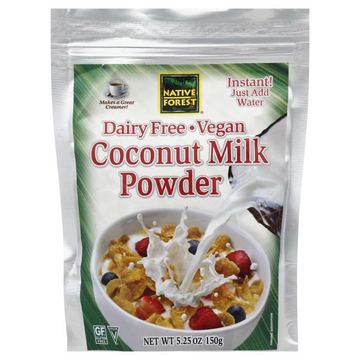 NATIVE
FOREST
Makes a Great
Creamer!
Instant!
Just Add
Water
Dairy Free • Vegan
Coconut Milk
Powder
GF
NET WT 5.25 OZ 150g